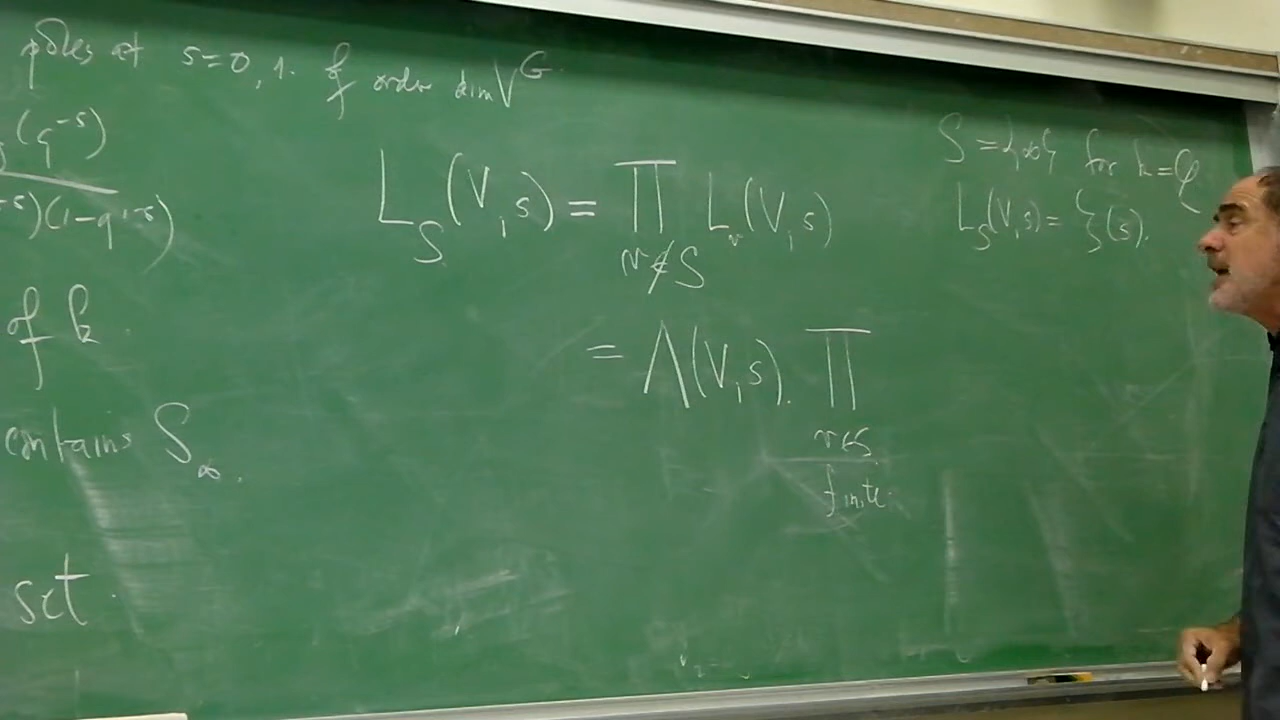 poles at s=0,1. of order dim V^G
(q^{-s})
^{-s})(1-q^{1-s})
of k.
contains S_∞.
set.
L_S(V,s) = ∏_{v∉S} L_v(V,s)
= Λ(V,s). ∏_{v∈S finite}
S={∞} for k=Q
L_S(V,s)= ζ(s).